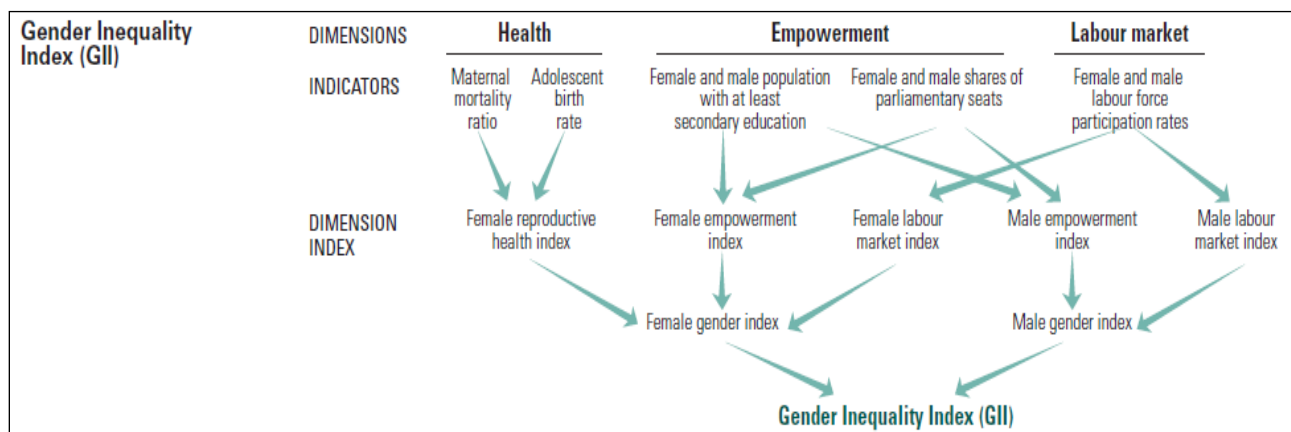 Gender Inequality
Index (GII)
DIMENSIONS
Health
Empowerment
Labour market
INDICATORS
Maternal
mortality
ratio
Adolescent
birth
rate
Female and male population
with at least
secondary education
Female and male shares of
parliamentary seats
Female and male
labour force
participation rates
DIMENSION
INDEX
Female reproductive
health index
Female empowerment
index
Female labour
market index
Male empowerment
index
Male labour
market index
Female gender index
Male gender index
Gender Inequality Index (GII)